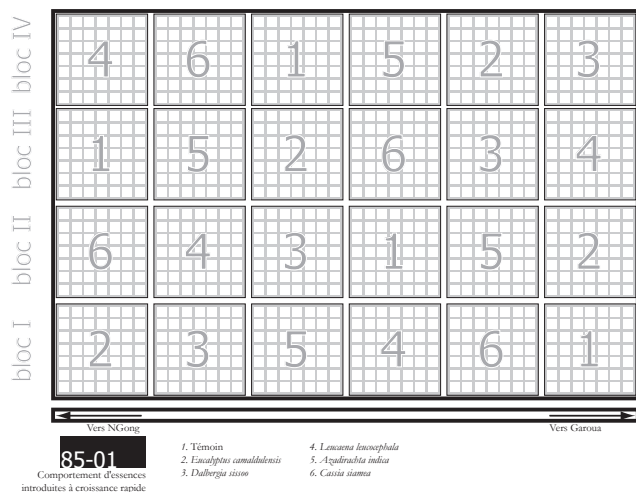 bloc IV
4 6 1 5 2 3
bloc III
1 5 2 6 3 4
bloc II
6 4 3 1 5 2
bloc I
2 3 5 4 6 1
Vers NGong
Vers Garoua
85-01
Comportement d'essences
introduites à croissance rapide
1. Témoin
2. Eucalyptus camaldulensis
3. Dalbergia sissoo
4. Leucaena leucocephala
5. Azadirachta indica
6. Cassia siamea